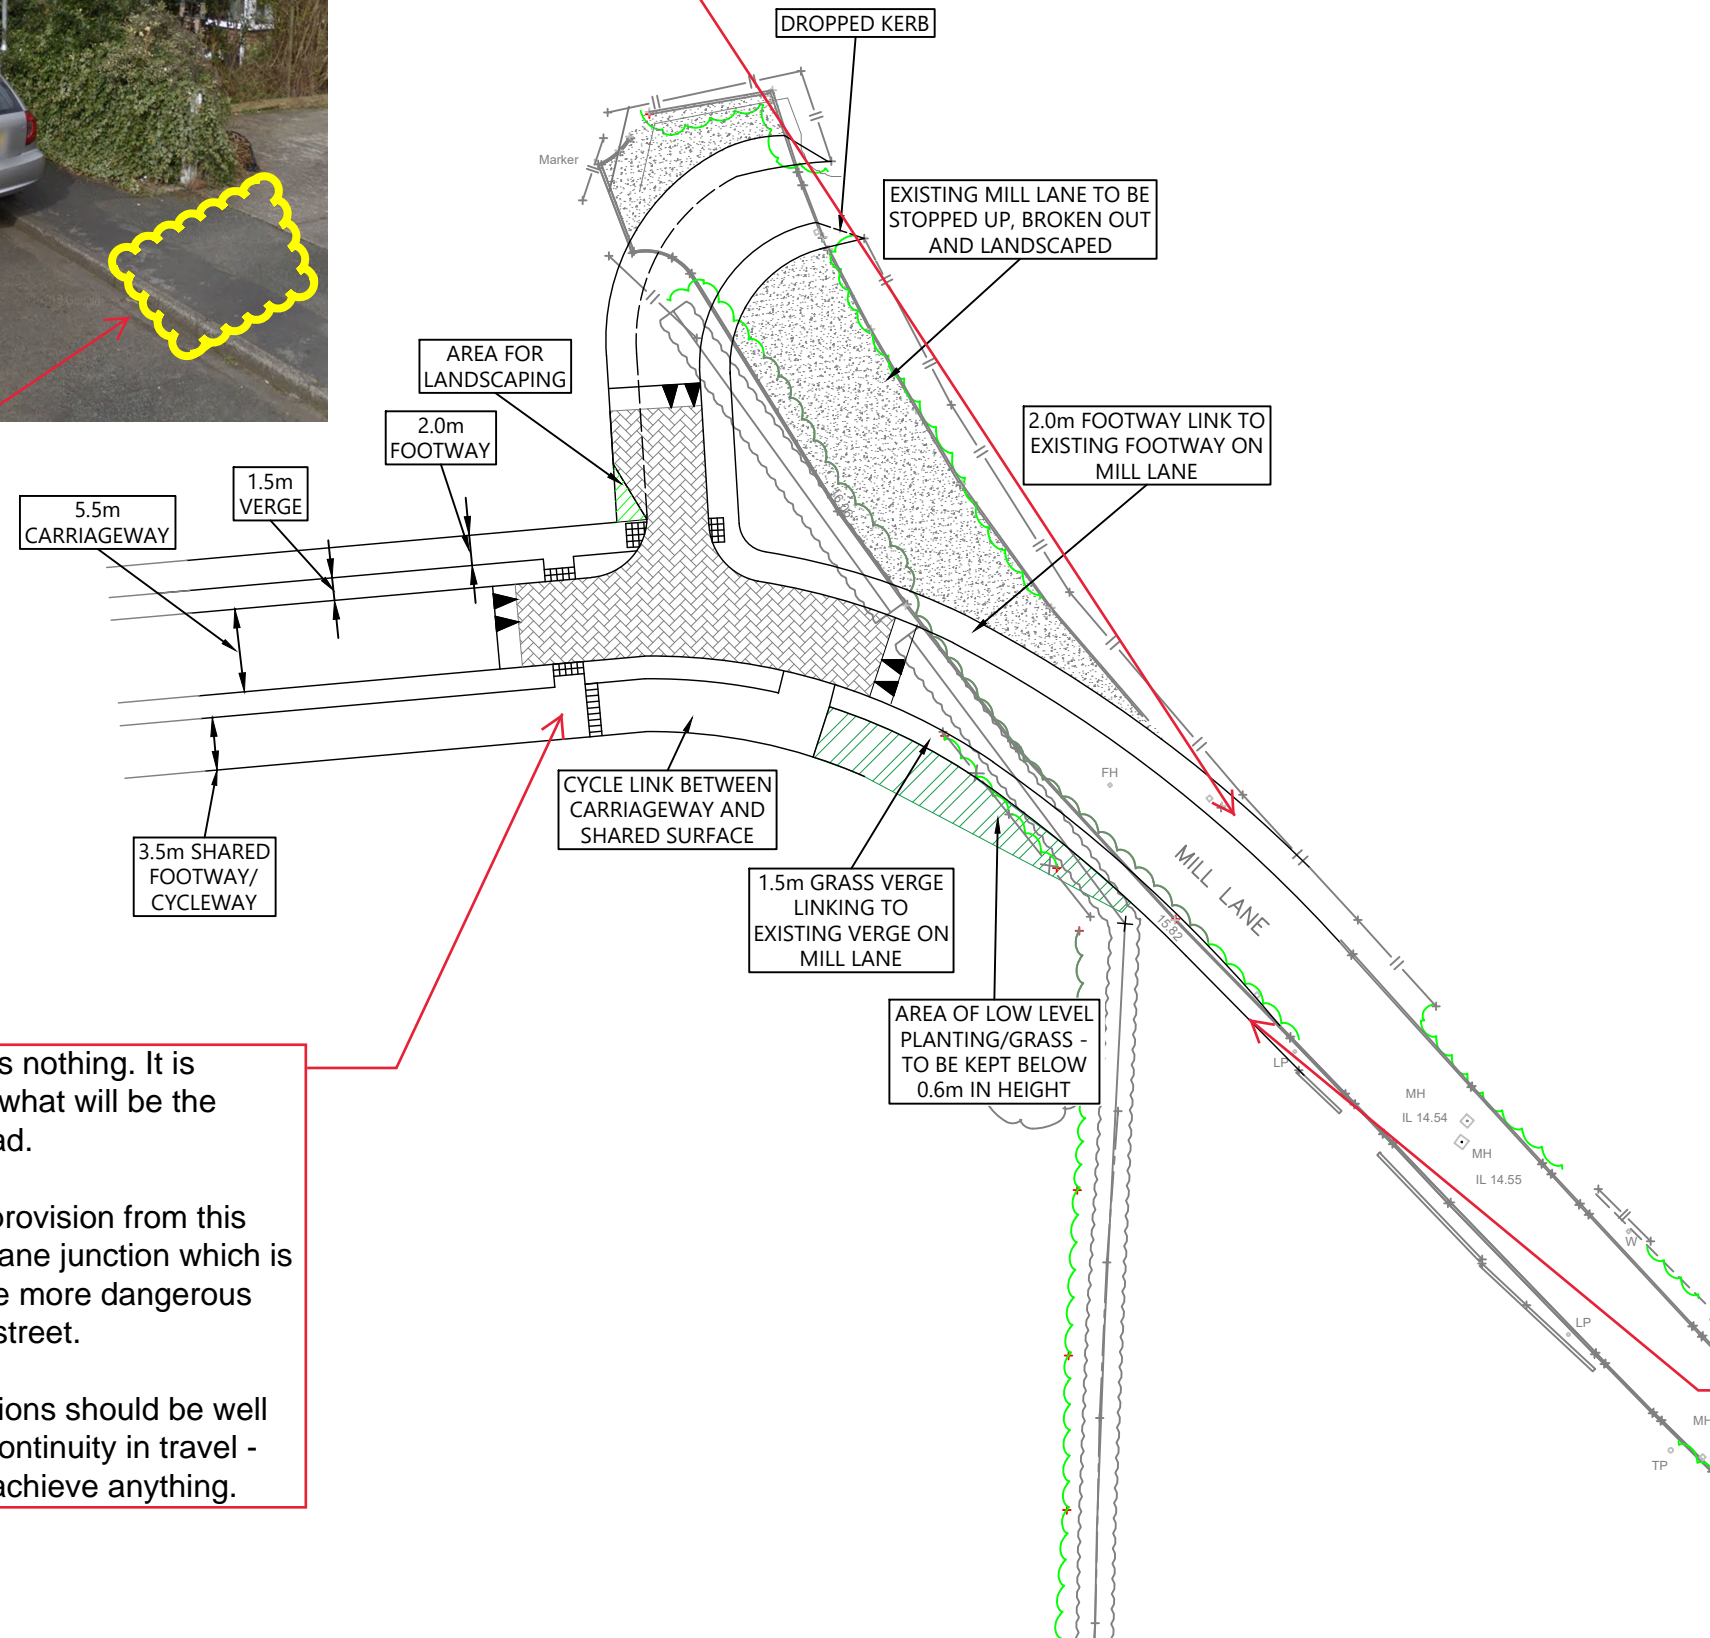 DROPPED KERB
Marker
EXISTING MILL LANE TO BE
STOPPED UP, BROKEN OUT
AND LANDSCAPED
AREA FOR
LANDSCAPING
2.0m
FOOTWAY
2.0m FOOTWAY LINK TO
EXISTING FOOTWAY ON
MILL LANE
1.5m
VERGE
5.5m
CARRIAGEWAY
FH
CYCLE LINK BETWEEN
CARRIAGEWAY AND
SHARED SURFACE
3.5m SHARED
FOOTWAY/
CYCLEWAY
1.5m GRASS VERGE
LINKING TO
EXISTING VERGE ON
MILL LANE
MILL LANE
15.82
AREA OF LOW LEVEL
PLANTING/GRASS -
TO BE KEPT BELOW
0.6m IN HEIGHT
LP
MH
IL 14.54
MH
IL 14.55
W
LP
MH
TP
s nothing. It is
what will be the
ad.
provision from this
ane junction which is
e more dangerous
street.
ions should be well
continuity in travel -
achieve anything.